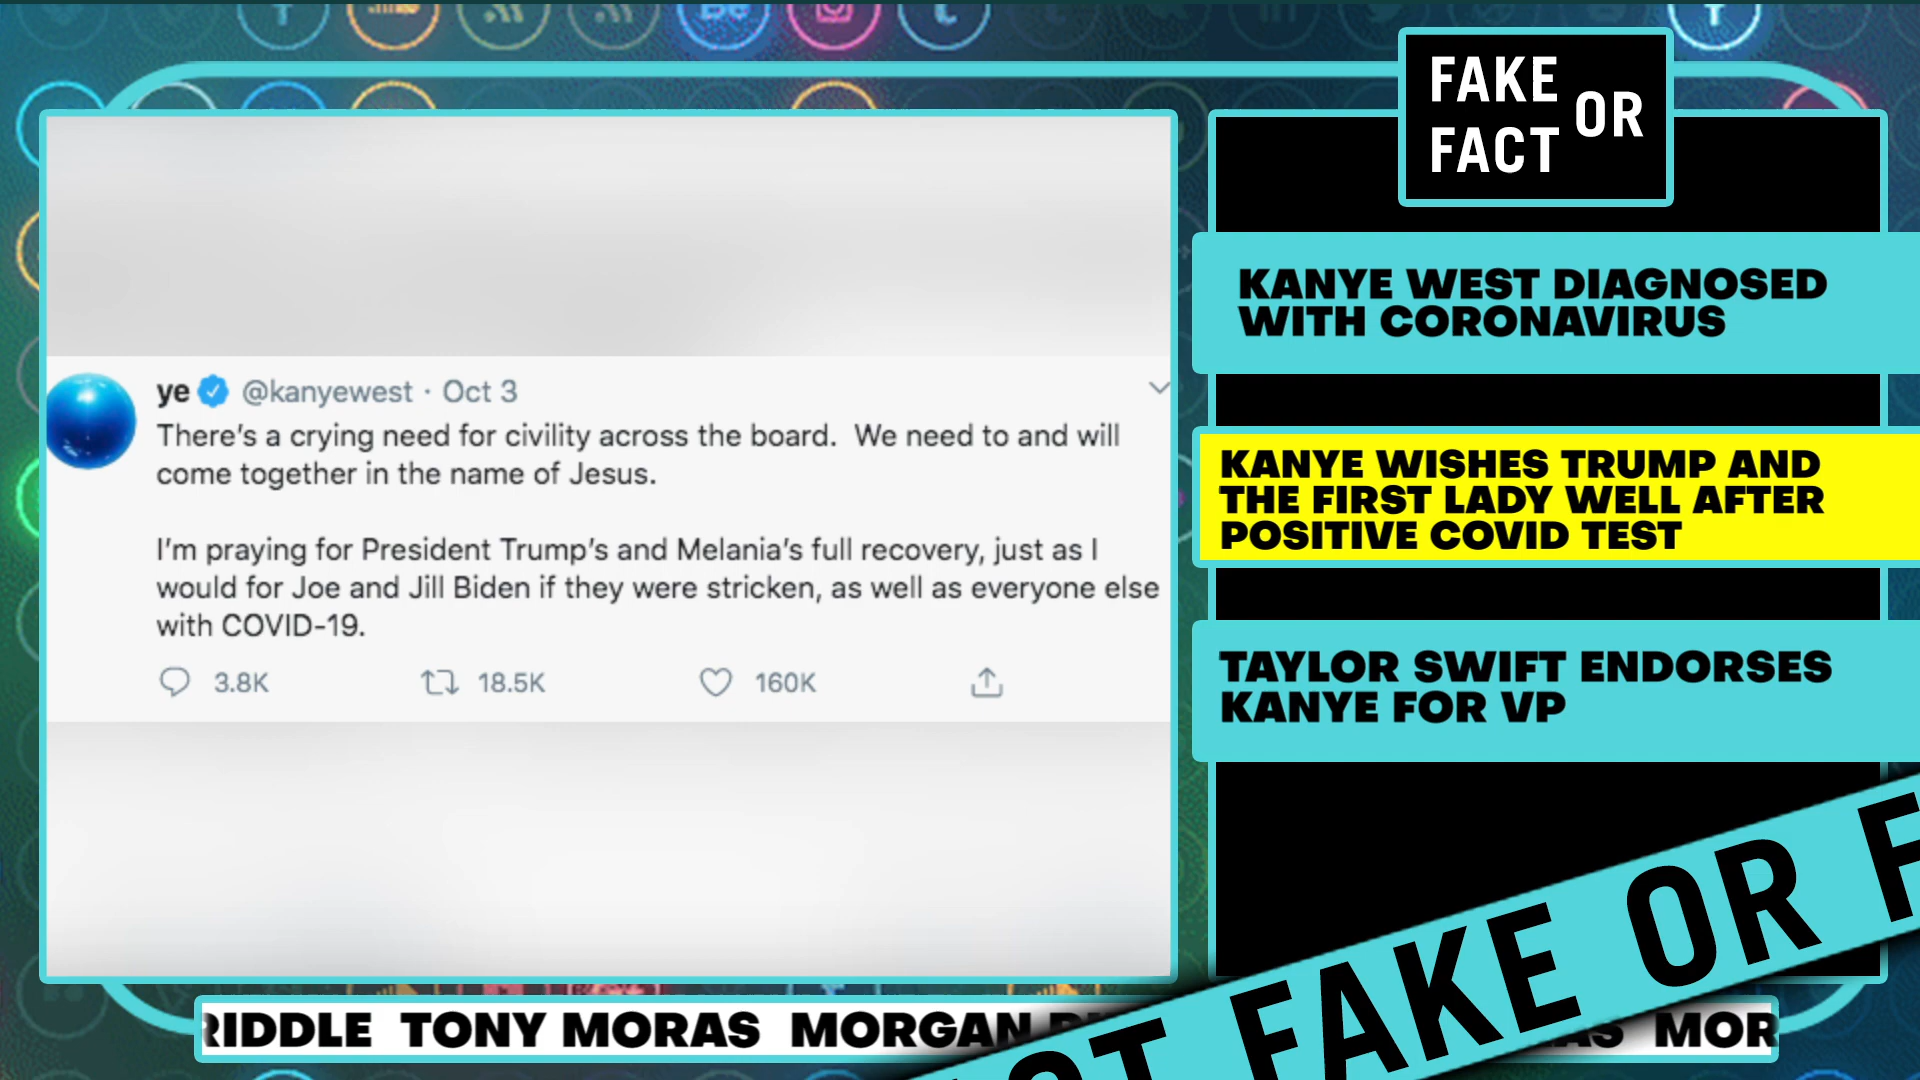 FAKE
OR
FACT
ye @kanyewest · Oct 3
There's a crying need for civility across the board. We need to and will
come together in the name of Jesus.
I'm praying for President Trump's and Melania's full recovery, just as I
would for Joe and Jill Biden if they were stricken, as well as everyone else
with COVID-19.
3.8K 18.5K 160K
KANYE WEST DIAGNOSED
WITH CORONAVIRUS
KANYE WISHES TRUMP AND
THE FIRST LADY WELL AFTER
POSITIVE COVID TEST
TAYLOR SWIFT ENDORSES
KANYE FOR VP
FAKE OR
RIDDLE TONY MORAS MORGAN